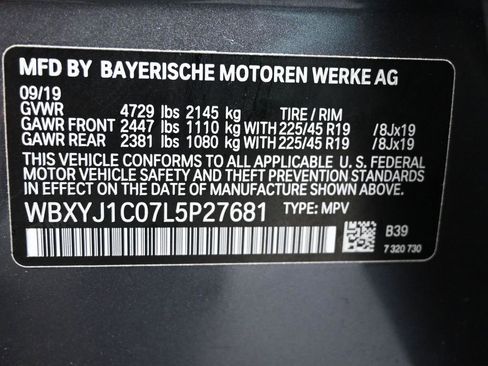 MFD BY BAYERISCHE MOTOREN WERKE AG
09/19
GVWR 4729 lbs 2145 kg TIRE / RIM
GAWR FRONT 2447 lbs 1110 kg WITH 225/45 R19 /8Jx19
GAWR REAR 2381 lbs 1080 kg WITH 225/45 R19 /8Jx19
THIS VEHICLE CONFORMS TO ALL APPLICABLE U. S. FEDERAL
MOTOR VEHICLE SAFETY AND THEFT PREVENTION STANDARDS
IN EFFECT ON THE DATE OF MANUFACTURE SHOWN ABOVE.
WBXYJ1C07L5P27681 TYPE: MPV
B39
7 320 730